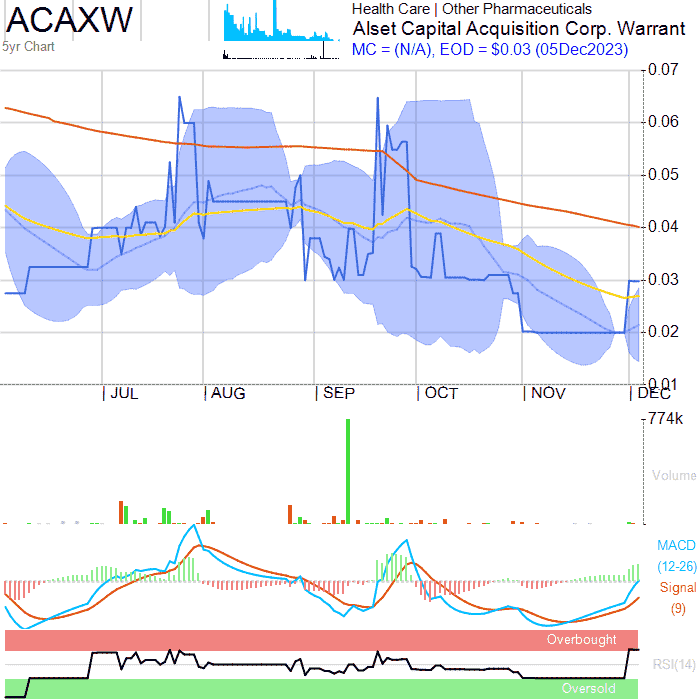 ACAXW
5yr Chart
Health Care | Other Pharmaceuticals
Alset Capital Acquisition Corp. Warrant
MC = (N/A), EOD = $0.03 (05Dec2023)
0.07
0.06
0.05
0.04
0.03
0.02
0.01
JUL AUG SEP OCT NOV DEC
774k
Volume
MACD
(12-26)
Signal
(9)
Overbought
RSI(14)
Oversold